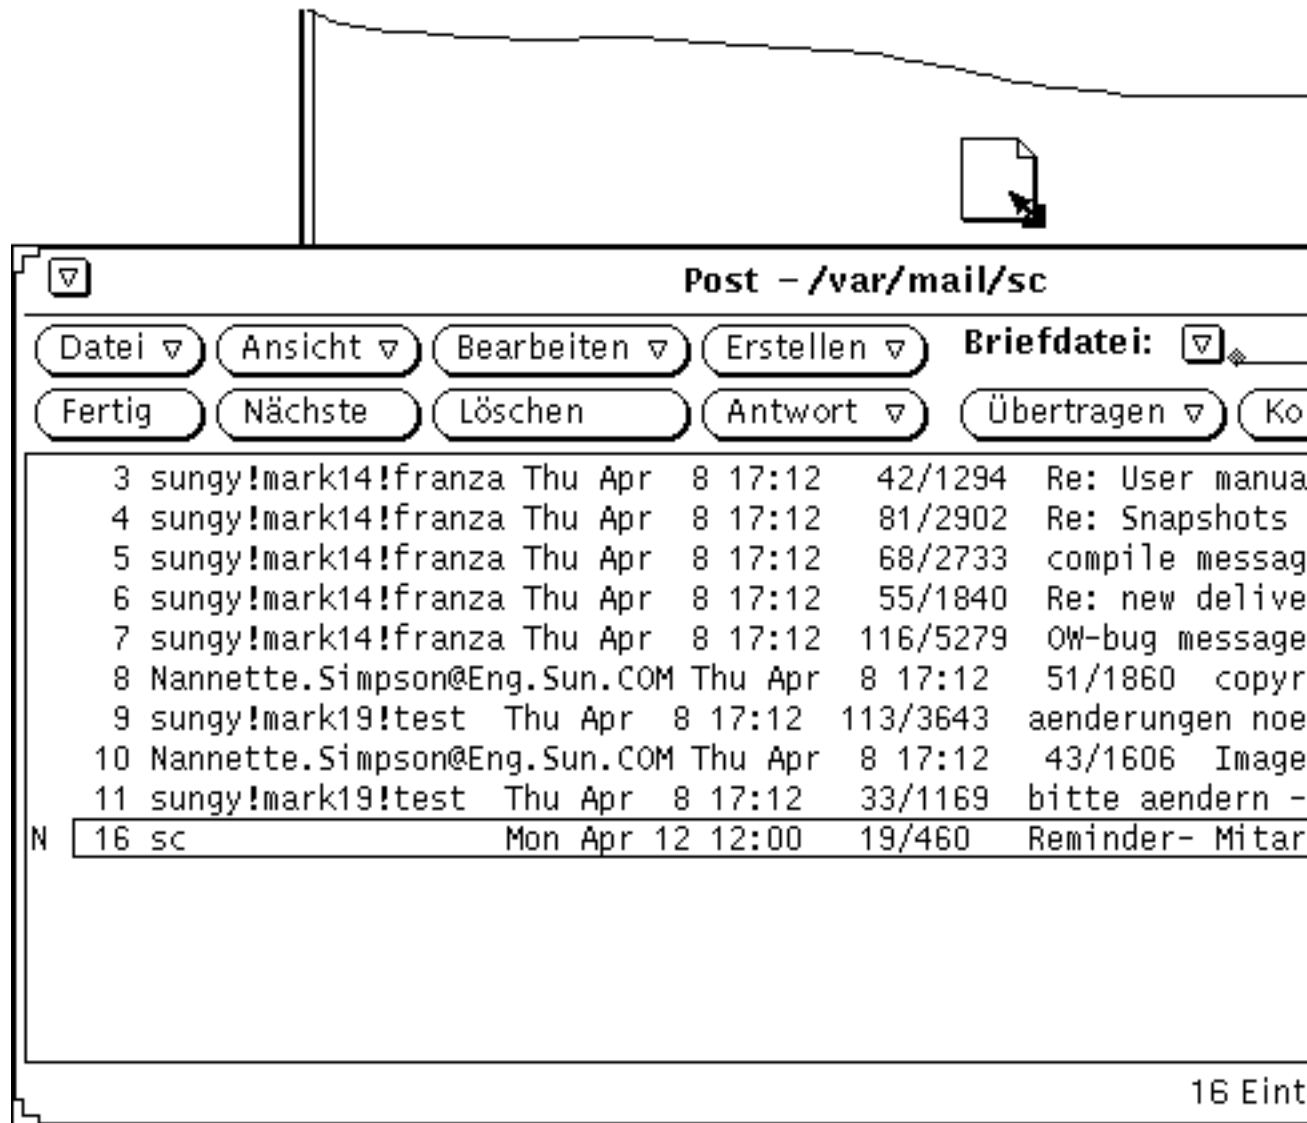 Post – /var/mail/sc
Datei Ansicht Bearbeiten Erstellen Briefdatei:
Fertig Nächste Löschen Antwort Übertragen Ko
3 sungy!mark14!franza Thu Apr 8 17:12 42/1294 Re: User manua
4 sungy!mark14!franza Thu Apr 8 17:12 81/2902 Re: Snapshots
5 sungy!mark14!franza Thu Apr 8 17:12 68/2733 compile messag
6 sungy!mark14!franza Thu Apr 8 17:12 55/1840 Re: new delive
7 sungy!mark14!franza Thu Apr 8 17:12 116/5279 OW-bug message
8 Nannette.Simpson@Eng.Sun.COM Thu Apr 8 17:12 51/1860 copyr
9 sungy!mark19!test Thu Apr 8 17:12 113/3643 aenderungen noe
10 Nannette.Simpson@Eng.Sun.COM Thu Apr 8 17:12 43/1606 Image
11 sungy!mark19!test Thu Apr 8 17:12 33/1169 bitte aendern –
N 16 sc Mon Apr 12 12:00 19/460 Reminder- Mitar
16 Eint